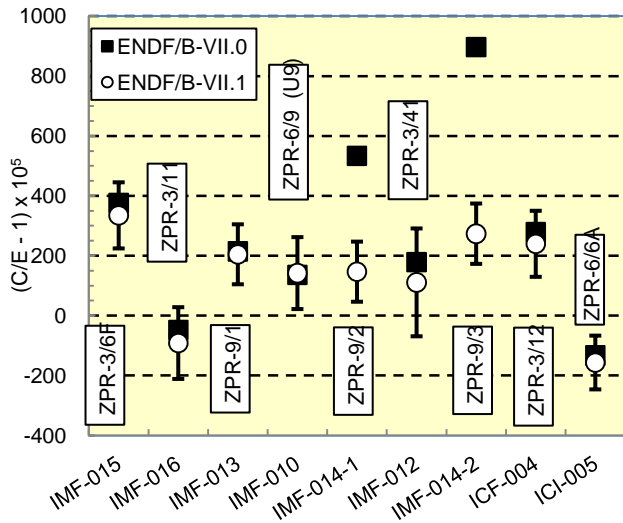 1000
800
600
400
200
0
-200
-400
(C/E - 1) x 10⁵
ENDF/B-VII.0
ENDF/B-VII.1
ZPR-3/6F
ZPR-3/11
ZPR-9/1
ZPR-6/9 (U9)
ZPR-9/2
ZPR-3/41
ZPR-9/3
ZPR-3/12
ZPR-6/6A
IMF-015
IMF-016
IMF-013
IMF-010
IMF-014-1
IMF-012
IMF-014-2
ICF-004
ICI-005